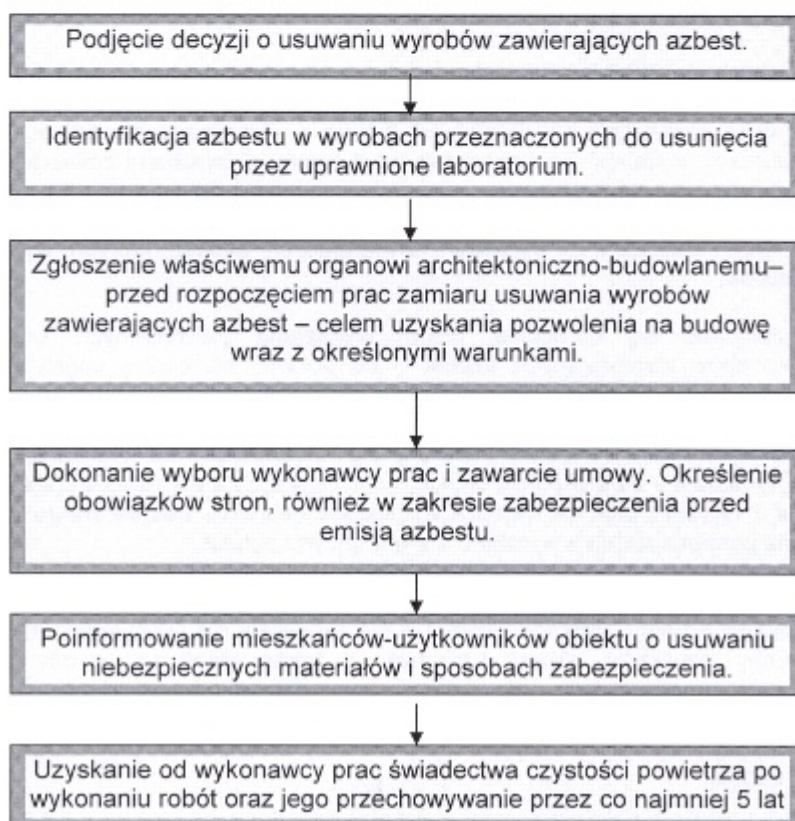 Podjęcie decyzji o usuwaniu wyrobów zawierających azbest.
Identyfikacja azbestu w wyrobach przeznaczonych do usunięcia
przez uprawnione laboratorium.
Zgłoszenie właściwemu organowi architektoniczno-budowlanemu–
przed rozpoczęciem prac zamiaru usuwania wyrobów
zawierających azbest – celem uzyskania pozwolenia na budowę
wraz z określonymi warunkami.
Dokonanie wyboru wykonawcy prac i zawarcie umowy. Określenie
obowiązków stron, również w zakresie zabezpieczenia przed
emisją azbestu.
Poinformowanie mieszkańców-użytkowników obiektu o usuwaniu
niebezpiecznych materiałów i sposobach zabezpieczenia.
Uzyskanie od wykonawcy prac świadectwa czystości powietrza po
wykonaniu robót oraz jego przechowywanie przez co najmniej 5 lat